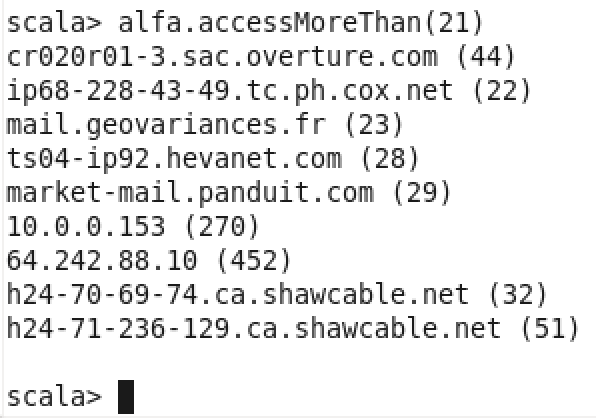 scala> alfa.accessMoreThan(21)
cr020r01-3.sac.overture.com (44)
ip68-228-43-49.tc.ph.cox.net (22)
mail.geovariances.fr (23)
ts04-ip92.hevanet.com (28)
market-mail.panduit.com (29)
10.0.0.153 (270)
64.242.88.10 (452)
h24-70-69-74.ca.shawcable.net (32)
h24-71-236-129.ca.shawcable.net (51)
scala>